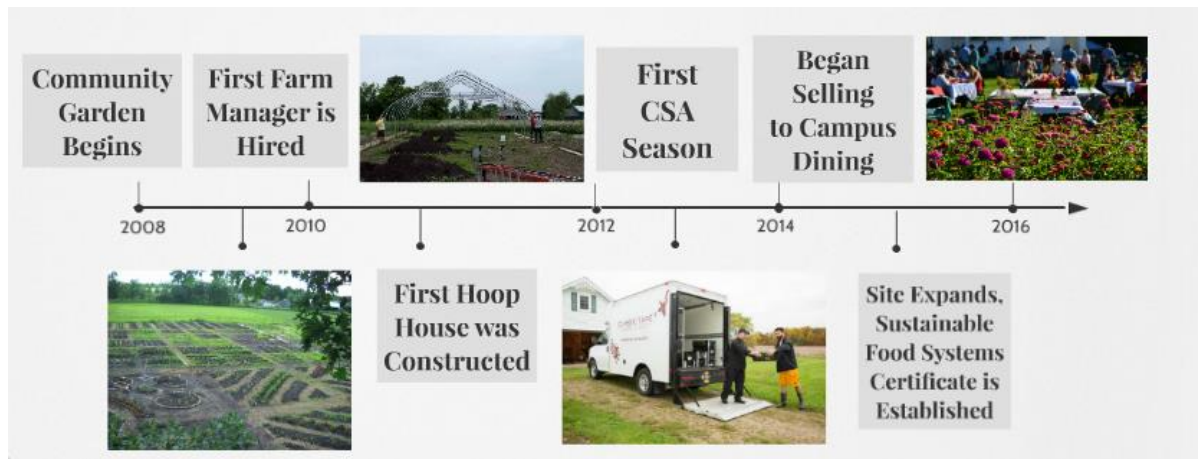 Community
Garden
Begins
First Farm
Manager is
Hired
First
CSA
Season
Began
Selling
to Campus
Dining
2008
2010
2012
2014
2016
First Hoop
House was
Constructed
Site Expands,
Sustainable
Food Systems
Certificate is
Established